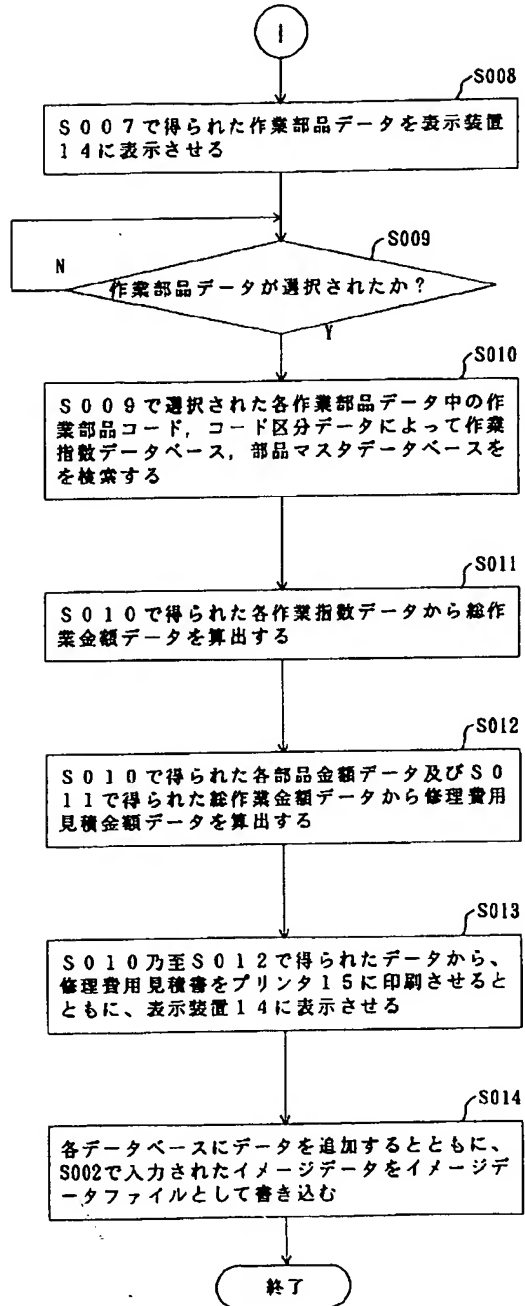 1
S008
S007で得られた作業部品データを表示装置
14に表示させる
S009
N
作業部品データが選択されたか?
Y
S010
S009で選択された各作業部品データ中の作
業部品コード,コード区分データによって作業
指数データベース,部品マスタデータベースを
を検索する
S011
S010で得られた各作業指数データから総作
業金額データを算出する
S012
S010で得られた各部品金額データ及びS0
11で得られた総作業金額データから修理費用
見積金額データを算出する
S013
S010乃至S012で得られたデータから、
修理費用見積書をプリンタ15に印刷させると
ともに、表示装置14に表示させる
S014
各データベースにデータを追加するとともに、
S002で入力されたイメージデータをイメージデ
ータファイルとして書き込む
終了